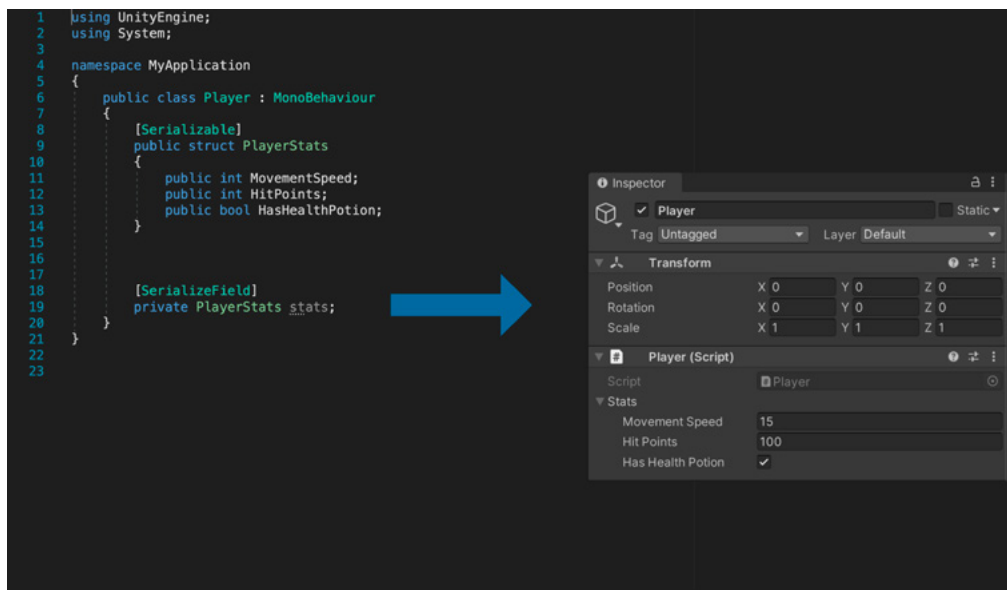 1 using UnityEngine;
2 using System;
3
4 namespace MyApplication
5 {
6 public class Player : MonoBehaviour
7 {
8 [Serializable]
9 public struct PlayerStats
10 {
11 public int MovementSpeed;
12 public int HitPoints;
13 public bool HasHealthPotion;
14 }
15
16
17
18 [SerializeField]
19 private PlayerStats stats;
20 }
21 }
22
23
Inspector
Player Static
Tag Untagged Layer Default
Transform
Position X 0 Y 0 Z 0
Rotation X 0 Y 0 Z 0
Scale X 1 Y 1 Z 1
# Player (Script)
Script Player
Stats
Movement Speed 15
Hit Points 100
Has Health Potion